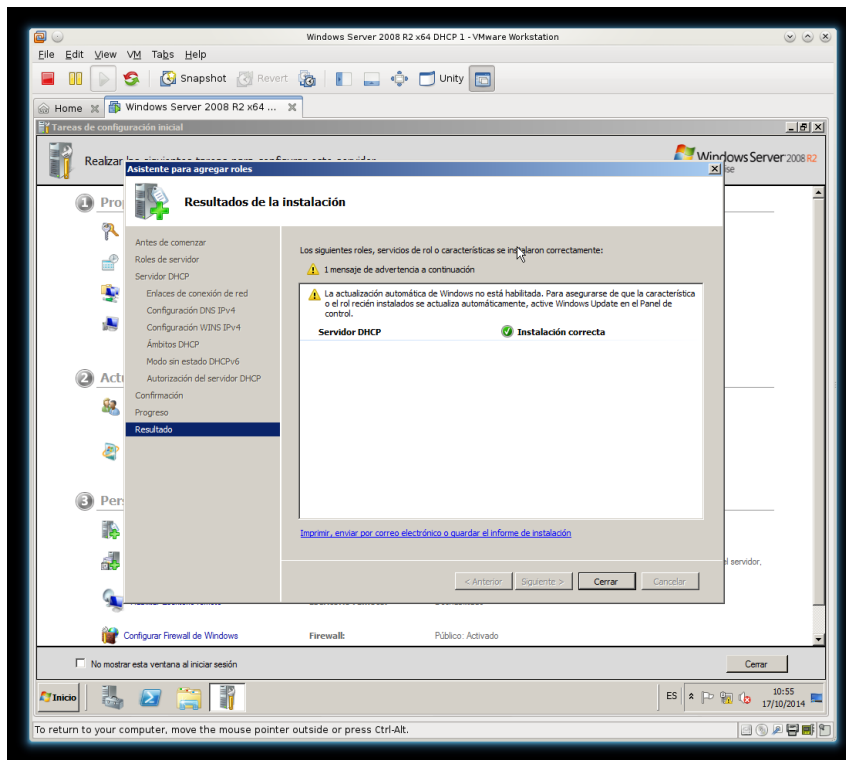 Windows Server 2008 R2 x64 DHCP 1 - VMware Workstation
File Edit View VM Tabs Help
Snapshot Revert Unity
Home Windows Server 2008 R2 x64 ...
Tareas de configuración inicial
Realizar
Windows Server 2008 R2
Asistente para agregar roles
Resultados de la instalación
Antes de comenzar
Roles de servidor
Servidor DHCP
Enlaces de conexión de red
Configuración DNS IPv4
Configuración WINS IPv4
Ámbitos DHCP
Modo sin estado DHCPv6
Autorización del servidor DHCP
Confirmación
Progreso
Resultado
Los siguientes roles, servicios de rol o características se instalaron correctamente:
1 mensaje de advertencia a continuación
La actualización automática de Windows no está habilitada. Para asegurarse de que la característica
o el rol recién instalados se actualiza automáticamente, active Windows Update en el Panel de
control.
Servidor DHCP Instalación correcta
Imprimir, enviar por correo electrónico o guardar el informe de instalación
< Anterior Siguiente > Cerrar Cancelar
1 Pro
2 Act
3 Per
l servidor,
Configurar Firewall de Windows Firewall: Público: Activado
No mostrar esta ventana al iniciar sesión Cerrar
Inicio ES 10:55
17/10/2014
To return to your computer, move the mouse pointer outside or press Ctrl-Alt.